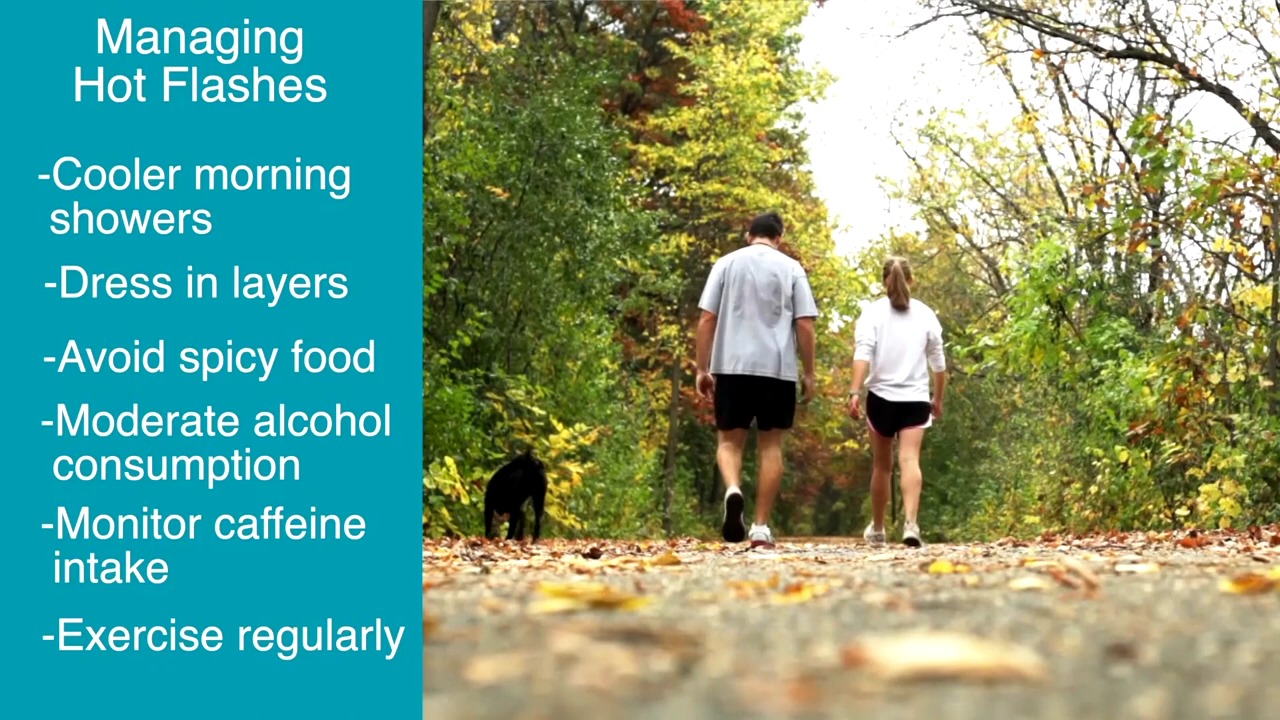 Managing
Hot Flashes
-Cooler morning
showers
-Dress in layers
-Avoid spicy food
-Moderate alcohol
consumption
-Monitor caffeine
intake
-Exercise regularly